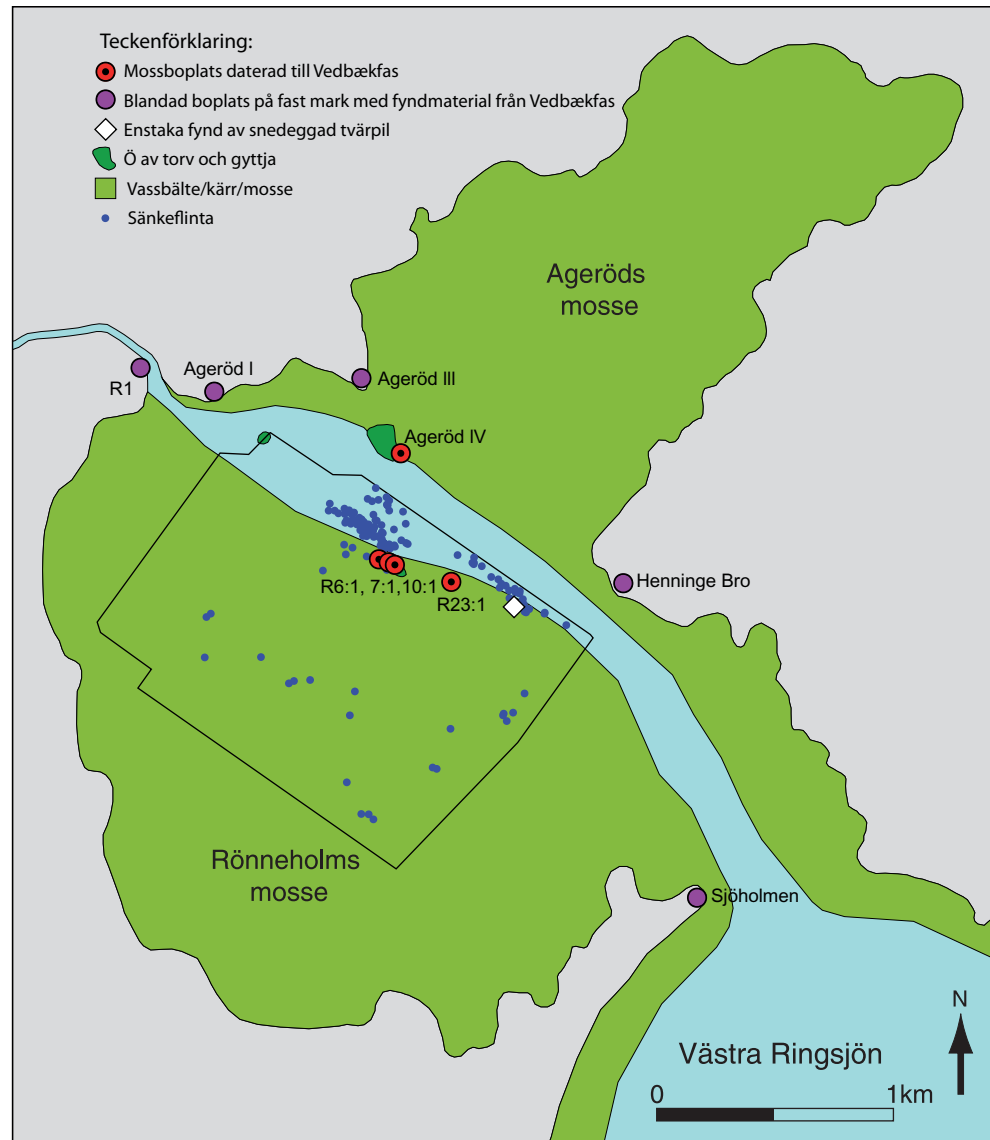 Teckenförklaring:
Mossboplats daterad till Vedbækfas
Blandad boplats på fast mark med fyndmaterial från Vedbækfas
Enstaka fynd av snedeggad tvärpil
Ö av torv och gyttja
Vassbälte/kärr/mosse
Sänkeflinta
Ageröds
mosse
R1
Ageröd I
Ageröd III
Ageröd IV
R6:1, 7:1,10:1
R23:1
Henninge Bro
Rönneholms
mosse
Sjöholmen
Västra Ringsjön
N
0 1km